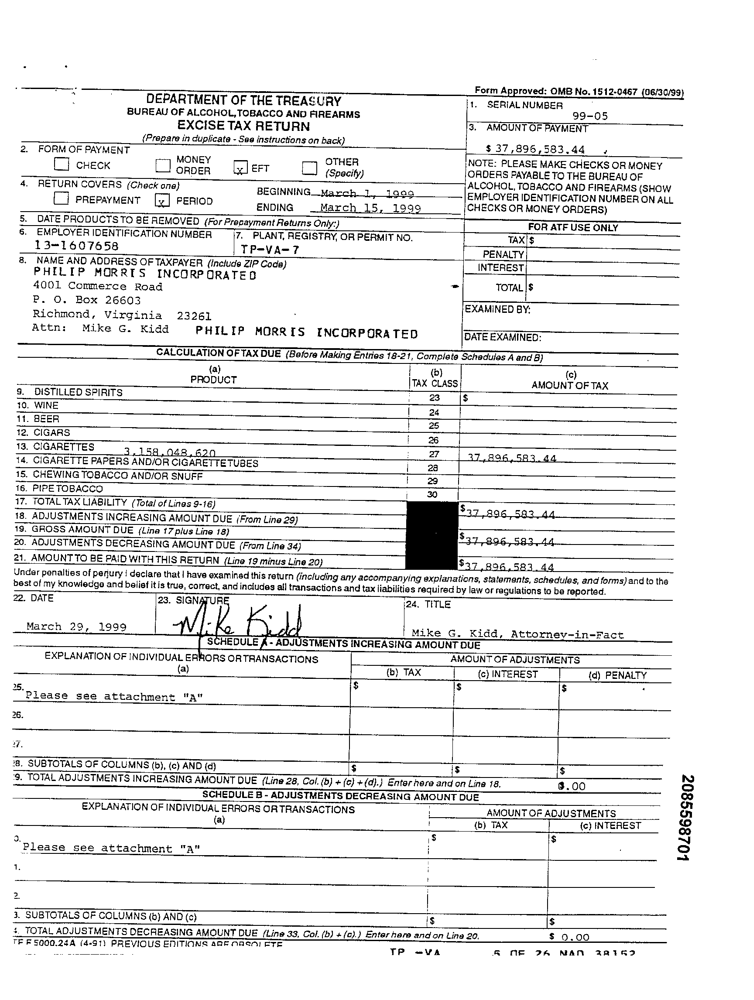 Form Approved: OMB No. 1512-0467 (06/30/99)
DEPARTMENT OF THE TREASURY
BUREAU OF ALCOHOL, TOBACCO AND FIREARMS
EXCISE TAX RETURN
(Prepare in duplicate - See instructions on back)
1. SERIAL NUMBER
99-05
2. FORM OF PAYMENT
CHECK
MONEY ORDER
x EFT
OTHER (Specify)
3. AMOUNT OF PAYMENT
$ 37,896,583.44
NOTE: PLEASE MAKE CHECKS OR MONEY
ORDERS PAYABLE TO THE BUREAU OF
ALCOHOL, TOBACCO AND FIREARMS (SHOW
EMPLOYER IDENTIFICATION NUMBER ON ALL
CHECKS OR MONEY ORDERS)
4. RETURN COVERS (Check one)
PREPAYMENT
x PERIOD
BEGINNING March 1, 1999
ENDING March 15, 1999
5. DATE PRODUCTS TO BE REMOVED (For Prepayment Returns Only:)
6. EMPLOYER IDENTIFICATION NUMBER
13-1607658
7. PLANT, REGISTRY, OR PERMIT NO.
TP-VA-7
FOR ATF USE ONLY
TAX $
PENALTY
INTEREST
TOTAL $
EXAMINED BY:
DATE EXAMINED:
8. NAME AND ADDRESS OF TAXPAYER (Include ZIP Code)
PHILIP MORRIS INCORPORATED
4001 Commerce Road
P. O. Box 26603
Richmond, Virginia 23261
Attn: Mike G. Kidd PHILIP MORRIS INCORPORATED
CALCULATION OF TAX DUE (Before Making Entries 18-21, Complete Schedules A and B)
(a) PRODUCT
(b) TAX CLASS
(c) AMOUNT OF TAX
9. DISTILLED SPIRITS 23 $
10. WINE 24
11. BEER 25
12. CIGARS 26
13. CIGARETTES 3,158,048,620 27 37,896,583.44
14. CIGARETTE PAPERS AND/OR CIGARETTE TUBES 28
15. CHEWING TOBACCO AND/OR SNUFF 29
16. PIPE TOBACCO 30
17. TOTAL TAX LIABILITY (Total of Lines 9-16) $37,896,583.44
18. ADJUSTMENTS INCREASING AMOUNT DUE (From Line 29)
19. GROSS AMOUNT DUE (Line 17 plus Line 18) $37,896,583.44
20. ADJUSTMENTS DECREASING AMOUNT DUE (From Line 34)
21. AMOUNT TO BE PAID WITH THIS RETURN (Line 19 minus Line 20) $37,896,583.44
Under penalties of perjury I declare that I have examined this return (including any accompanying explanations, statements, schedules, and forms) and to the
best of my knowledge and belief it is true, correct, and includes all transactions and tax liabilities required by law or regulations to be reported.
22. DATE
March 29, 1999
23. SIGNATURE
Mike Kidd
24. TITLE
Mike G. Kidd, Attorney-in-Fact
SCHEDULE A - ADJUSTMENTS INCREASING AMOUNT DUE
EXPLANATION OF INDIVIDUAL ERRORS OR TRANSACTIONS
(a)
AMOUNT OF ADJUSTMENTS
(b) TAX (c) INTEREST (d) PENALTY
25. Please see attachment "A" $ $ $
26.
27.
28. SUBTOTALS OF COLUMNS (b), (c) AND (d) $ $ $
9. TOTAL ADJUSTMENTS INCREASING AMOUNT DUE (Line 28, Col. (b) + (c) + (d).) Enter here and on Line 18. 0.00
SCHEDULE B - ADJUSTMENTS DECREASING AMOUNT DUE
EXPLANATION OF INDIVIDUAL ERRORS OR TRANSACTIONS
(a)
AMOUNT OF ADJUSTMENTS
(b) TAX (c) INTEREST
0. Please see attachment "A" $ $
1.
2.
3. SUBTOTALS OF COLUMNS (b) AND (c) $ $
TOTAL ADJUSTMENTS DECREASING AMOUNT DUE (Line 33, Col. (b) + (c).) Enter here and on Line 20. $ 0.00
F 5000.24A (4-91) PREVIOUS EDITIONS ARE OBSOLETE
TP -VA 5 OF 26 NAD 38152
2085598701